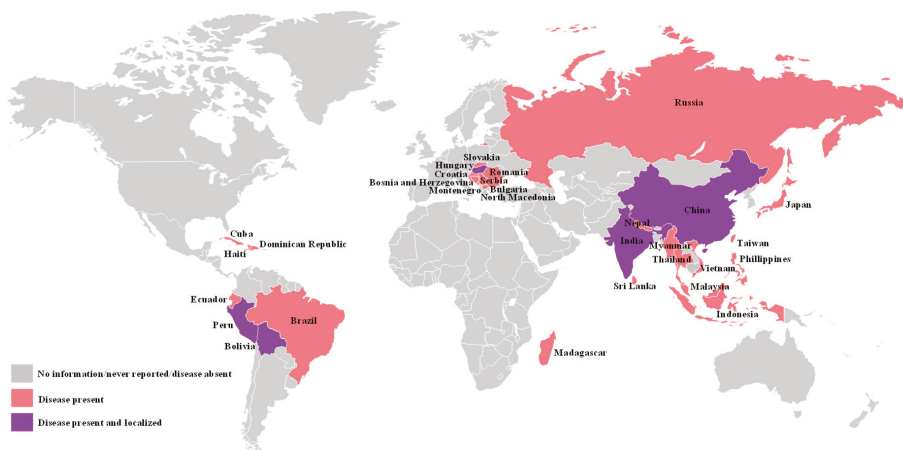 Russia
Slovakia
Hungary
Romania
Croatia
Serbia
Bosnia and Herzegovina
Bulgaria
Montenegro
North Macedonia
Japan
China
Nepal
India
Myanmar
Taiwan
Thailand
Phillippines
Vietnam
Sri Lanka
Malaysia
Indonesia
Cuba
Dominican Republic
Haiti
Ecuador
Brazil
Peru
Bolivia
Madagascar
No information/never reported/disease absent
Disease present
Disease present and localized